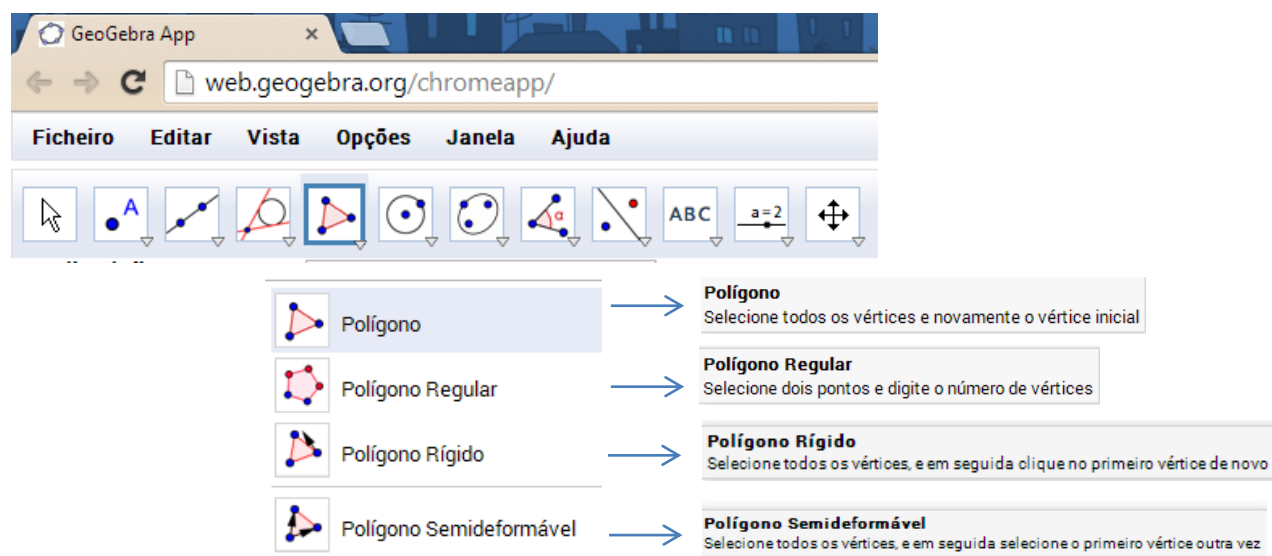 GeoGebra App
web.geogebra.org/chromeapp/
Ficheiro Editar Vista Opções Janela Ajuda
A α ABC a=2
Polígono
Polígono
Selecione todos os vértices e novamente o vértice inicial
Polígono Regular
Polígono Regular
Selecione dois pontos e digite o número de vértices
Polígono Rígido
Polígono Rígido
Selecione todos os vértices, e em seguida clique no primeiro vértice de novo
Polígono Semideformável
Polígono Semideformável
Selecione todos os vértices, e em seguida selecione o primeiro vértice outra vez